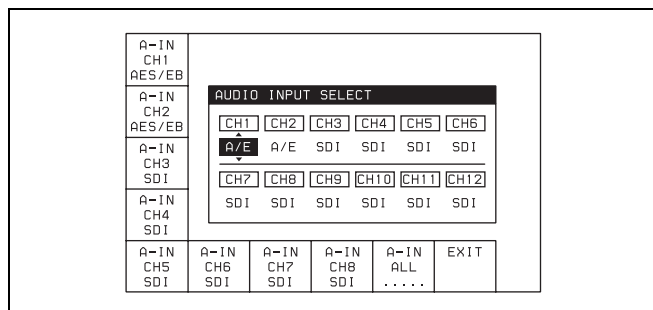 A-IN
CH1
AES/EB
A-IN
CH2
AES/EB
A-IN
CH3
SDI
A-IN
CH4
SDI
AUDIO INPUT SELECT
CH1 CH2 CH3 CH4 CH5 CH6
A/E A/E SDI SDI SDI SDI
CH7 CH8 CH9 CH10 CH11 CH12
SDI SDI SDI SDI SDI SDI
A-IN A-IN A-IN A-IN A-IN EXIT
CH5 CH6 CH7 CH8 ALL
SDI SDI SDI SDI .....